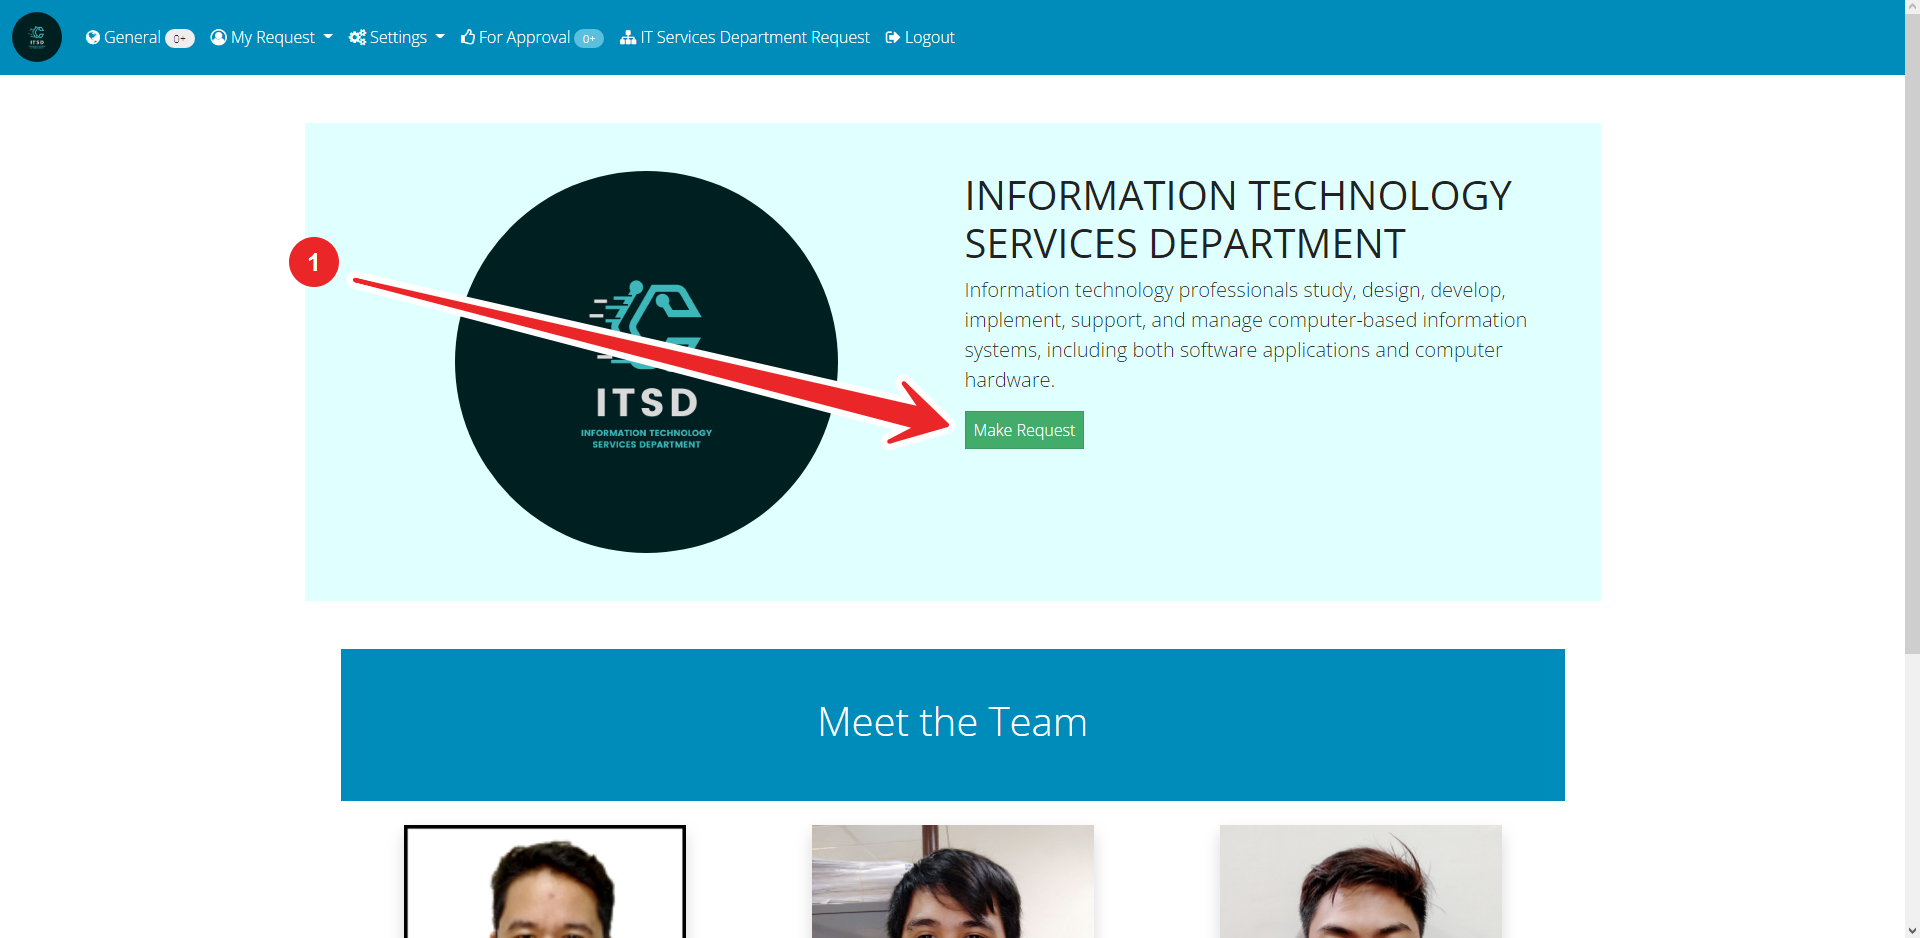 General 0+ My Request Settings For Approval 0+ IT Services Department Request Logout
1
ITSD
INFORMATION TECHNOLOGY
SERVICES DEPARTMENT
INFORMATION TECHNOLOGY
SERVICES DEPARTMENT
Information technology professionals study, design, develop,
implement, support, and manage computer-based information
systems, including both software applications and computer
hardware.
Make Request
Meet the Team